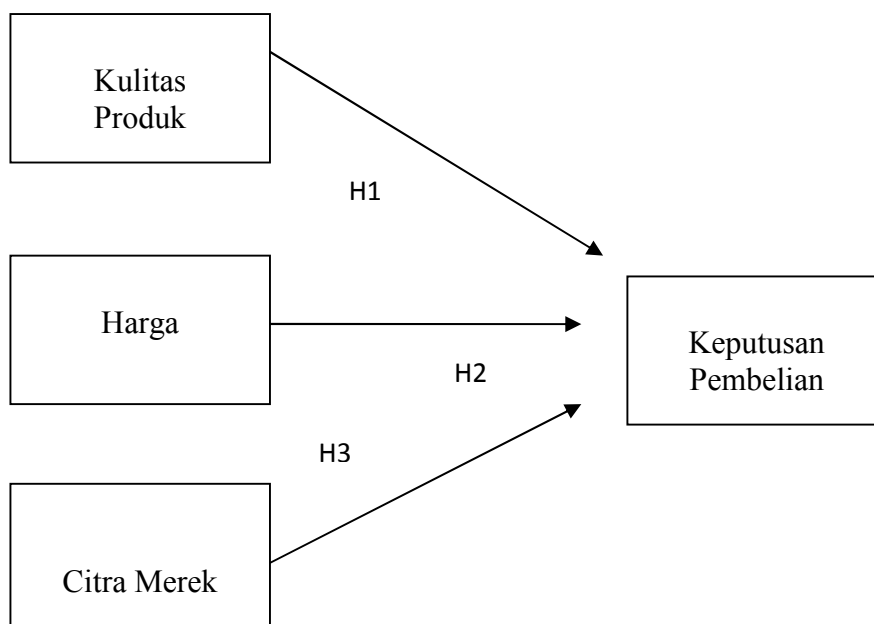 Kulitas
Produk
H1
Harga
Keputusan
Pembelian
H2
H3
Citra Merek